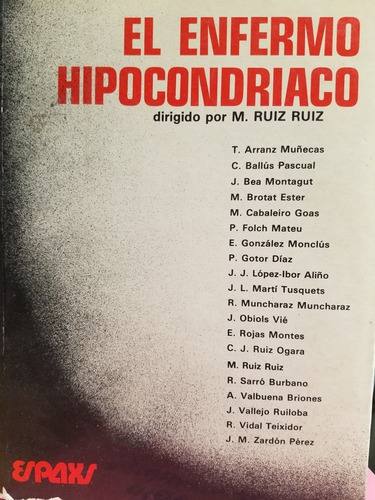 EL ENFERMO
HIPOCONDRIACO
dirigido por M. RUIZ RUIZ
T. Arranz Muñecas
C. Ballús Pascual
J. Bea Montagut
M. Brotat Ester
M. Cabaleiro Goas
P. Folch Mateu
E. González Monclús
P. Gotor Díaz
J. J. López-Ibor Aliño
J. L. Martí Tusquets
R. Muncharaz Muncharaz
J. Obiols Vié
E. Rojas Montes
C. J. Ruiz Ogara
M. Ruiz Ruiz
R. Sarró Burbano
A. Valbuena Briones
J. Vallejo Ruiloba
R. Vidal Teixidor
J. M. Zardón Pérez
ESPAXS